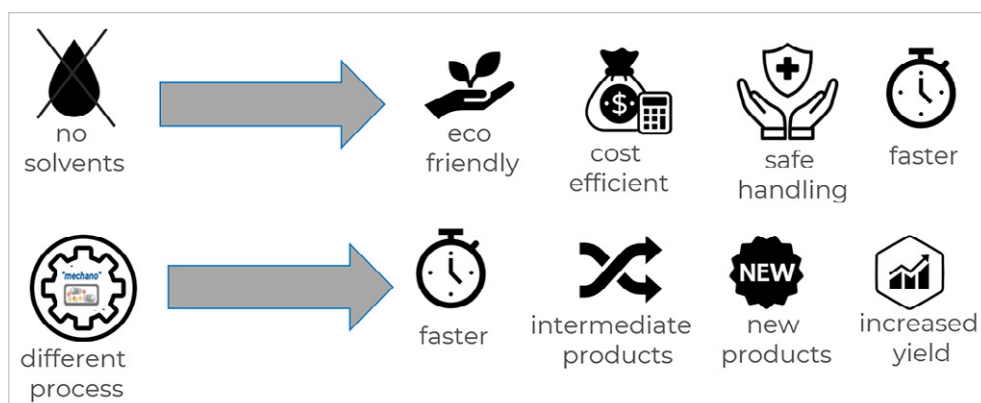 no
solvents
eco
friendly
$
cost
efficient
safe
handling
faster
"mechano"
different
process
faster
intermediate
products
NEW
new
products
increased
yield